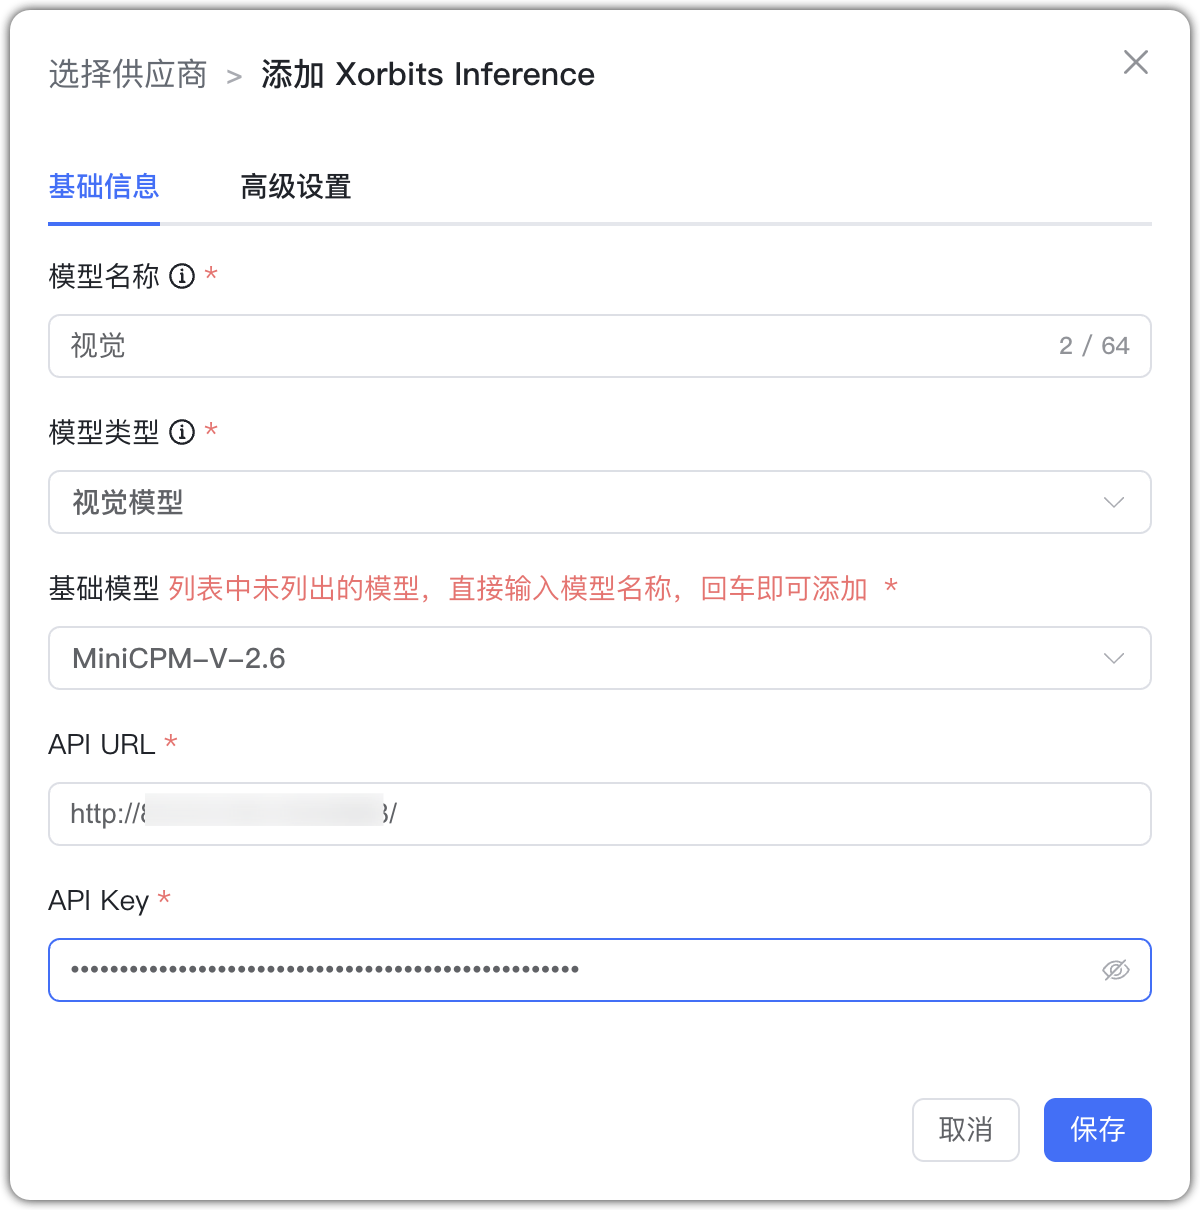 选择供应商 > 添加 Xorbits Inference
基础信息 高级设置
模型名称 *
视觉 2 / 64
模型类型 *
视觉模型
基础模型 列表中未列出的模型，直接输入模型名称，回车即可添加 *
MiniCPM-V-2.6
API URL *
http:// /
API Key *
••••••••••••••••••••••••••••••••••••••••••••••••••••
取消 保存